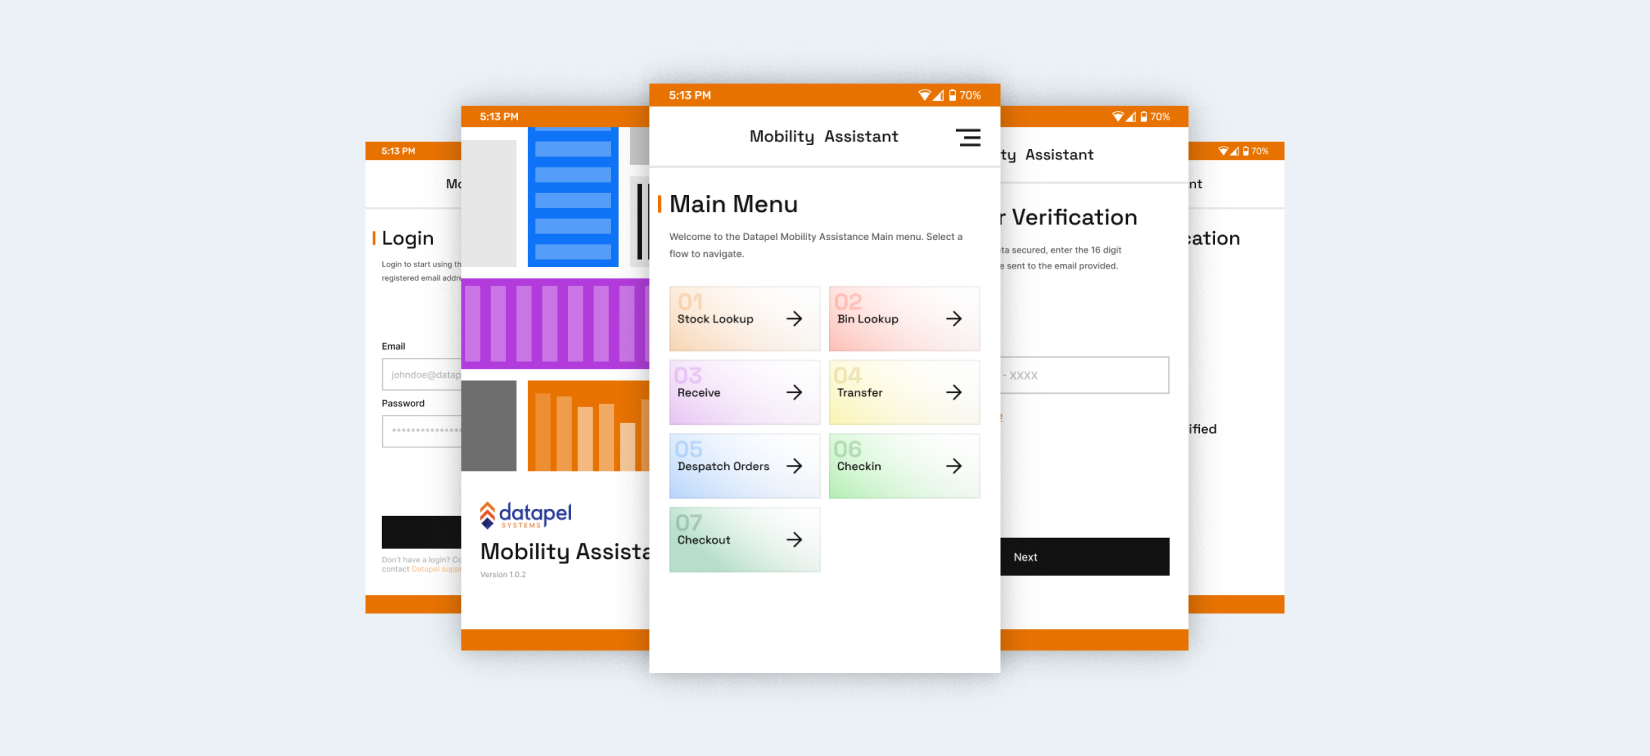 5:13 PM
Login
Login to start using th
registered email addre
Email
johndoe@datap
Password
Don't have a login? Co
contact Datapel supp
5:13 PM
datapel
SYSTEMS
Mobility Assista
Version 1.0.2
5:13 PM
70%
Mobility Assistant
Main Menu
Welcome to the Datapel Mobility Assistance Main menu. Select a
flow to navigate.
01
Stock Lookup
02
Bin Lookup
03
Receive
04
Transfer
05
Despatch Orders
06
Checkin
07
Checkout
70%
ty Assistant
r Verification
ta secured, enter the 16 digit
e sent to the email provided.
- XXXX
Next
70%
nt
cation
ified